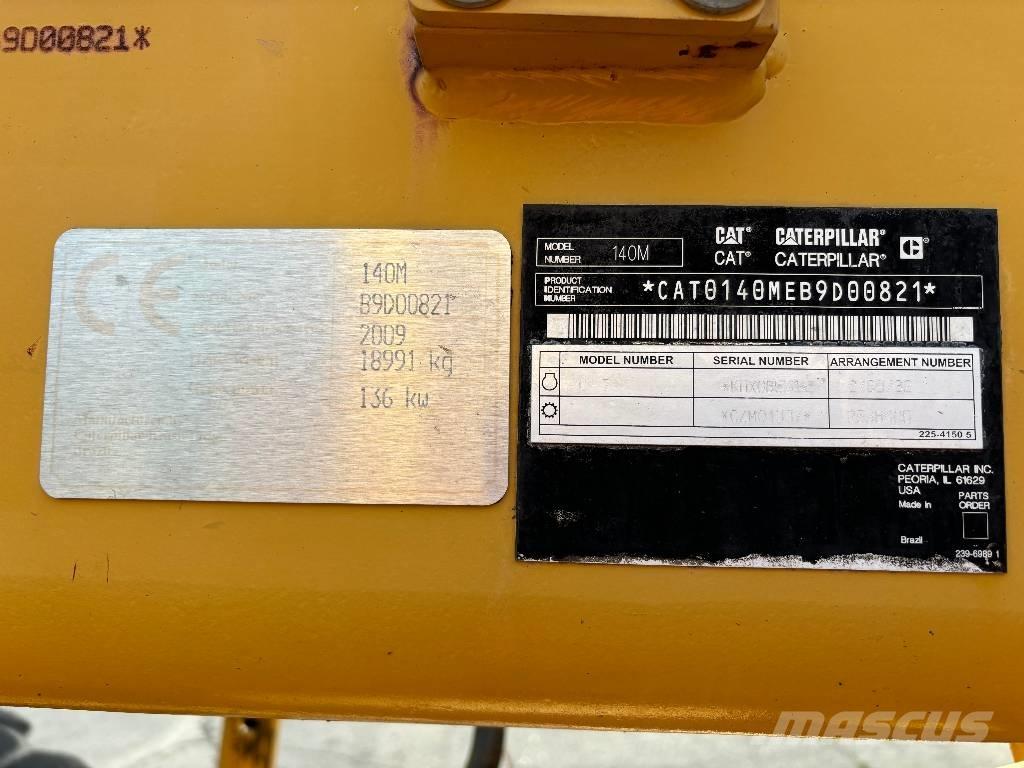 9D00821*
CE
140M
B9D00821*
2009
18991 kg
136 kw
MODEL NUMBER 140M
CAT® CATERPILLAR®
CAT® CATERPILLAR®
PRODUCT IDENTIFICATION NUMBER *CAT0140MEB9D00821*
MODEL NUMBER SERIAL NUMBER ARRANGEMENT NUMBER
225-4150 5
CATERPILLAR INC.
PEORIA, IL 61629
USA
Made in
PARTS ORDER
Brazil
239-6989 1
MASCUS